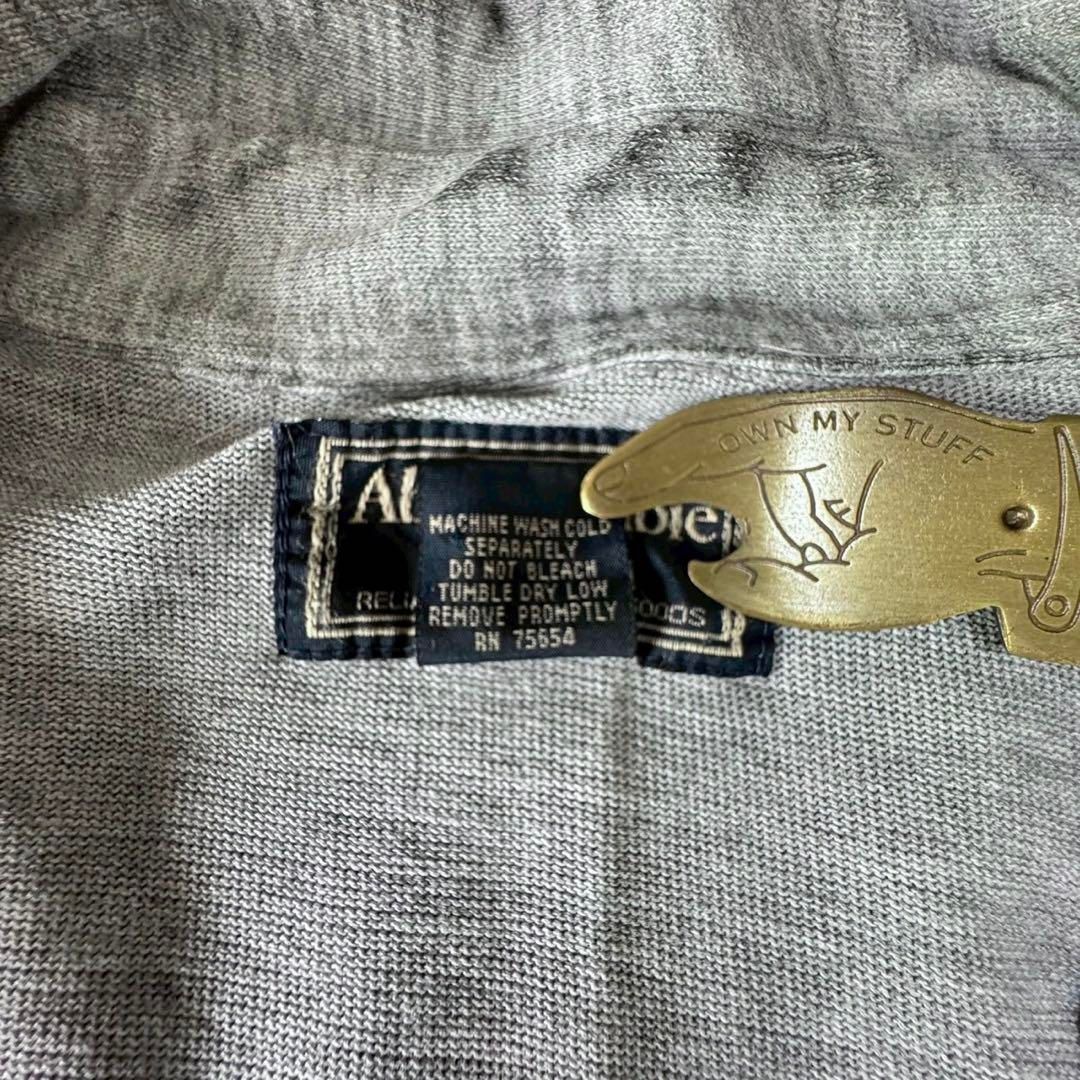 OWN MY STUFF
MACHINE WASH COLD
SEPARATELY
DO NOT BLEACH
TUMBLE DRY LOW
REMOVE PROMPTLY
RN 75654